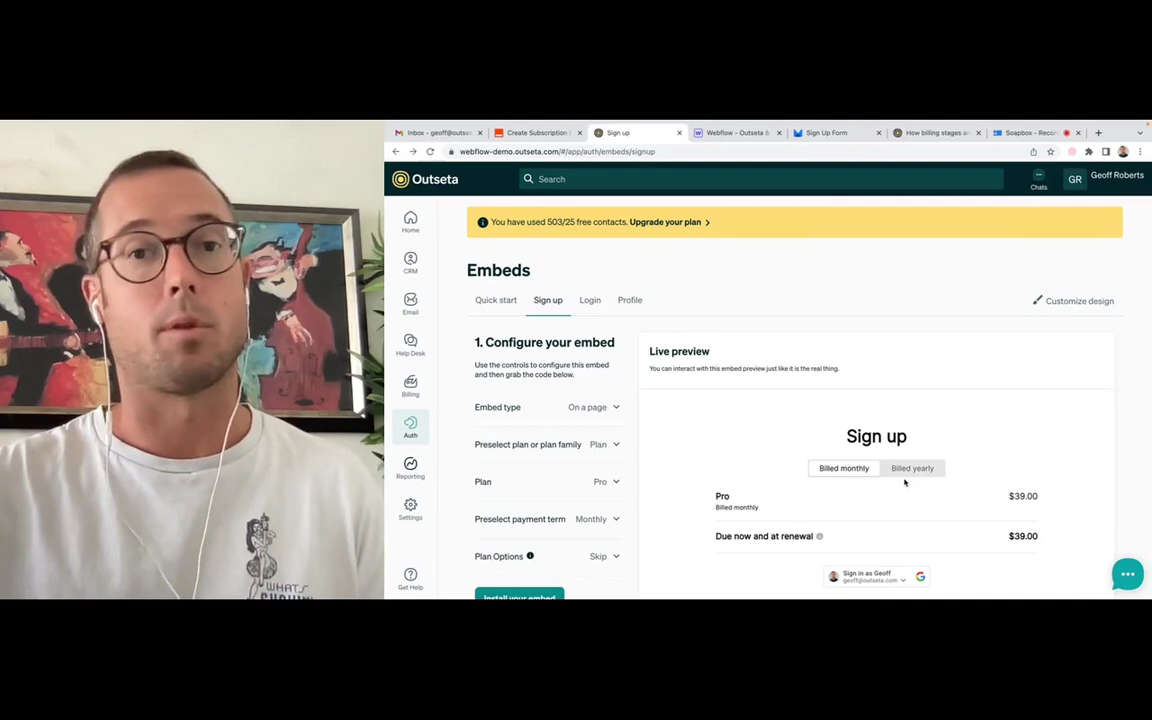 Inbox - geoff@outset
Create Subscription
Sign up
Webflow - Outseta &
Sign Up Form
How billing stages an
Soapbox - Reco
webflow-demo.outseta.com/#/app/auth/embeds/signup
Outseta
Search
Chats
GR
Geoff Roberts
Home
CRM
Email
Help Desk
Billing
Auth
Reporting
Settings
Get Help
You have used 503/25 free contacts. Upgrade your plan >
Embeds
Quick start
Sign up
Login
Profile
Customize design
1. Configure your embed
Use the controls to configure this embed
and then grab the code below.
Embed type On a page
Preselect plan or plan family Plan
Plan Pro
Preselect payment term Monthly
Plan Options Skip
Install your embed
Live preview
You can interact with this embed preview just like it is the real thing.
Sign up
Billed monthly Billed yearly
Pro $39.00
Billed monthly
Due now and at renewal $39.00
Sign in as Geoff
geoff@outseta.com
WHAT'S